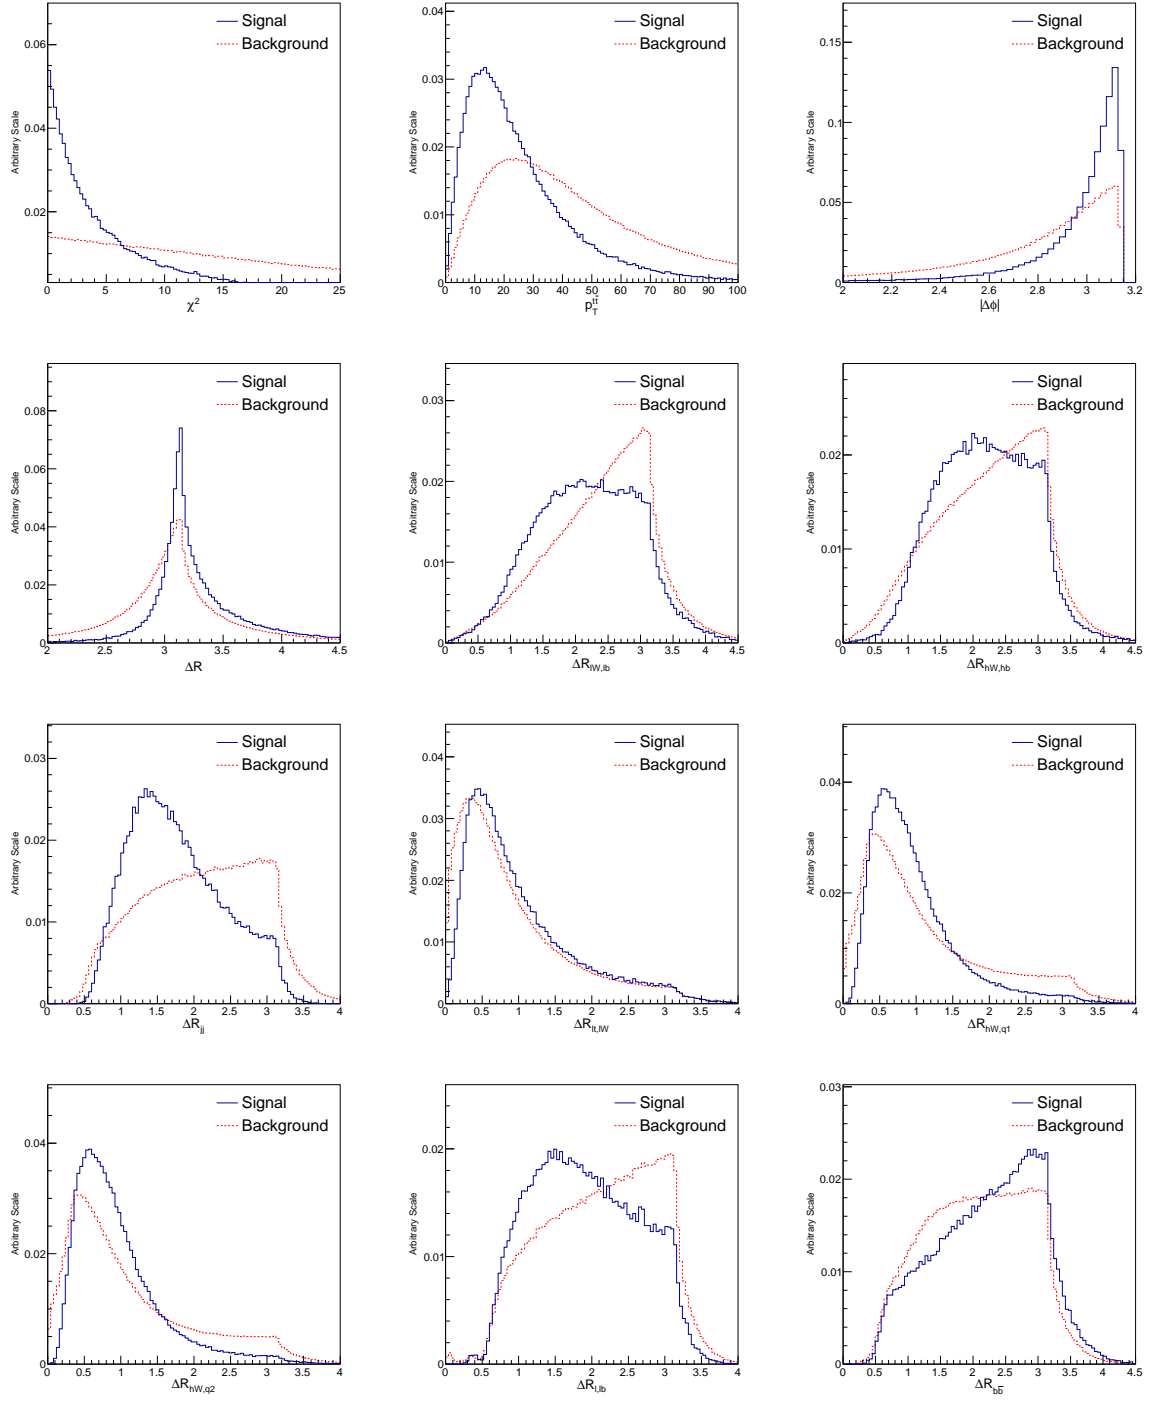 Arbitrary Scale
0.06
0.04
0.02
0
Signal
Background
0 5 10 15 20 25
χ²
Arbitrary Scale
0.04
0.03
0.02
0.01
0
Signal
Background
0 10 20 30 40 50 60 70 80 90 100
p_T^{tt̄}
Arbitrary Scale
0.15
0.1
0.05
0
Signal
Background
2 2.2 2.4 2.6 2.8 3 3.2
|Δϕ|
Arbitrary Scale
0.08
0.06
0.04
0.02
0
Signal
Background
2 2.5 3 3.5 4 4.5
ΔR
Arbitrary Scale
0.03
0.02
0.01
0
Signal
Background
0 0.5 1 1.5 2 2.5 3 3.5 4 4.5
ΔR_{lW,lb}
Arbitrary Scale
0.03
0.02
0.01
0
Signal
Background
0 0.5 1 1.5 2 2.5 3 3.5 4 4.5
ΔR_{hW,hb}
Arbitrary Scale
0.03
0.02
0.01
0
Signal
Background
0 0.5 1 1.5 2 2.5 3 3.5 4
ΔR_{jj}
Arbitrary Scale
0.04
0.03
0.02
0.01
0
Signal
Background
0 0.5 1 1.5 2 2.5 3 3.5 4
ΔR_{lt,lW}
Arbitrary Scale
0.04
0.02
0
Signal
Background
0 0.5 1 1.5 2 2.5 3 3.5 4
ΔR_{hW,q1}
Arbitrary Scale
0.04
0.02
0
Signal
Background
0 0.5 1 1.5 2 2.5 3 3.5 4
ΔR_{hW,q2}
Arbitrary Scale
0.02
0.01
0
Signal
Background
0 0.5 1 1.5 2 2.5 3 3.5 4
ΔR_{l,lb}
Arbitrary Scale
0.03
0.02
0.01
0
Signal
Background
0 0.5 1 1.5 2 2.5 3 3.5 4 4.5
ΔR_{bb̄}